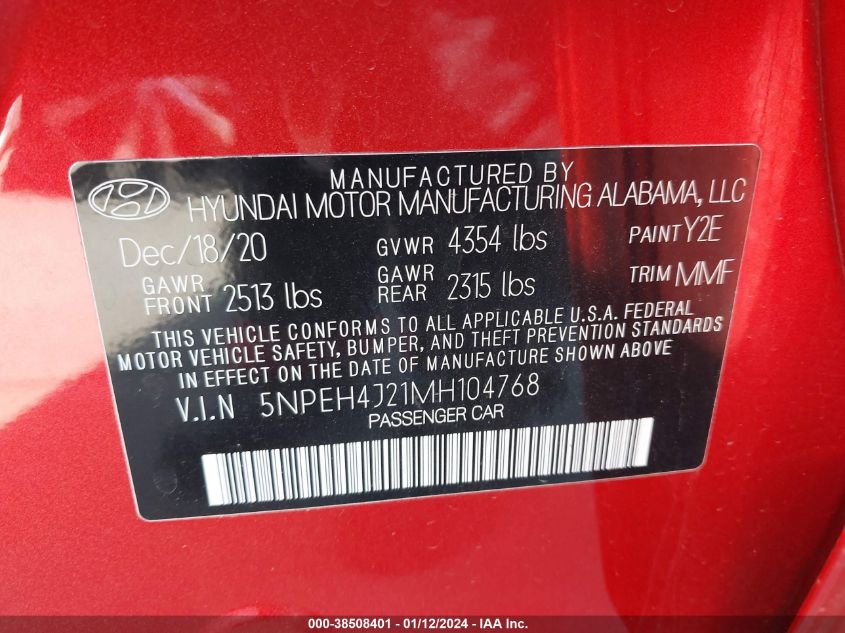 MANUFACTURED BY
HYUNDAI MOTOR MANUFACTURING ALABAMA, LLC
Dec/18/20 GVWR 4354 lbs PAINT Y2E
GAWR FRONT 2513 lbs GAWR REAR 2315 lbs TRIM MMF
THIS VEHICLE CONFORMS TO ALL APPLICABLE U.S.A. FEDERAL
MOTOR VEHICLE SAFETY, BUMPER, AND THEFT PREVENTION STANDARDS
IN EFFECT ON THE DATE OF MANUFACTURE SHOWN ABOVE.
V.I.N 5NPEH4J21MH104768
PASSENGER CAR
000-38508401 - 01/12/2024 - IAA Inc.